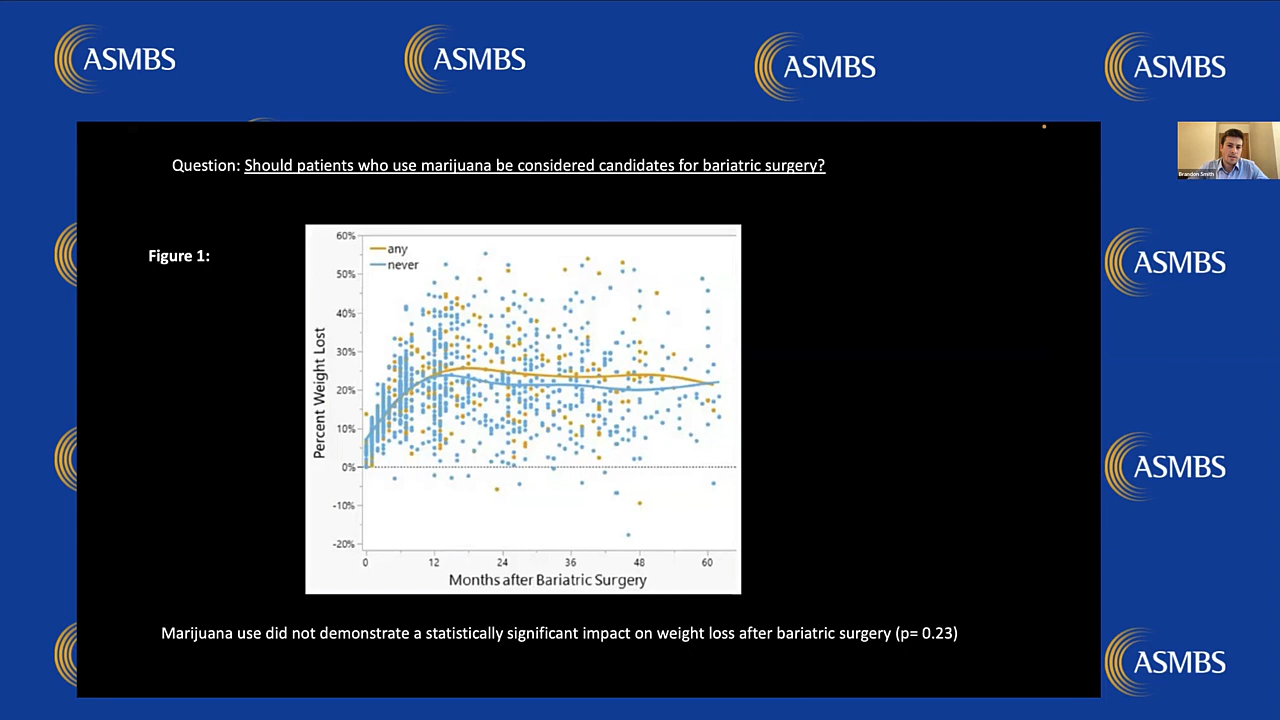 ASMBS
ASMBS
ASMBS
ASMBS
Question: Should patients who use marijuana be considered candidates for bariatric surgery?
Brandon Smith
Figure 1:
any
never
60%
50%
40%
30%
20%
10%
0%
-10%
-20%
Percent Weight Lost
0 12 24 36 48 60
Months after Bariatric Surgery
ASMBS
ASMBS
Marijuana use did not demonstrate a statistically significant impact on weight loss after bariatric surgery (p= 0.23)
ASMBS